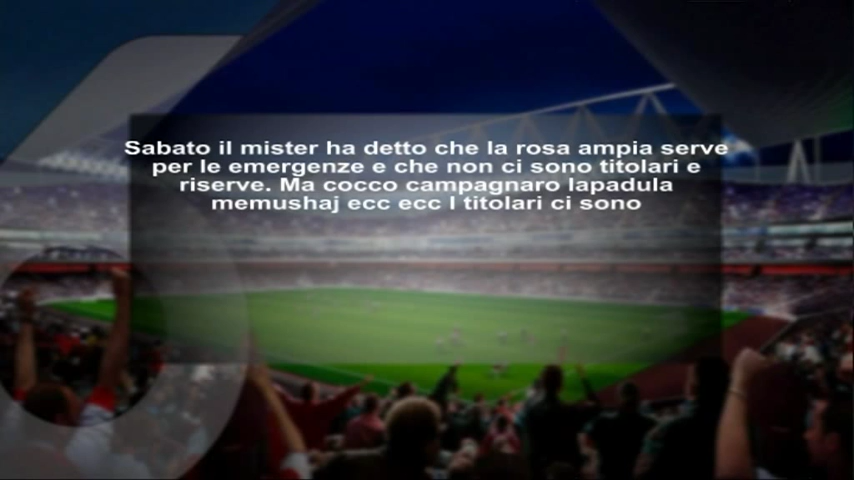 Sabato il mister ha detto che la rosa ampia serve
per le emergenze e che non ci sono titolari e
riserve. Ma cocco campagnaro lapadula
memushaj ecc ecc I titolari ci sono